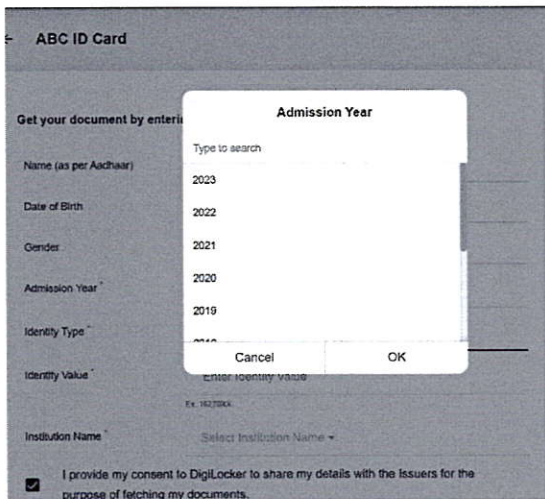 ABC ID Card
Get your document by enteri
Admission Year
Type to search
Name (as per Aadhaar)
2023
Date of Birth
2022
Gender
2021
Admission Year *
2020
2019
Identity Type *
Cancel OK
Identity Value *
Enter Identity Value
Institution Name *
Select Institution Name
I provide my consent to DigiLocker to share my details with the Issuers for the
purpose of fetching my documents.